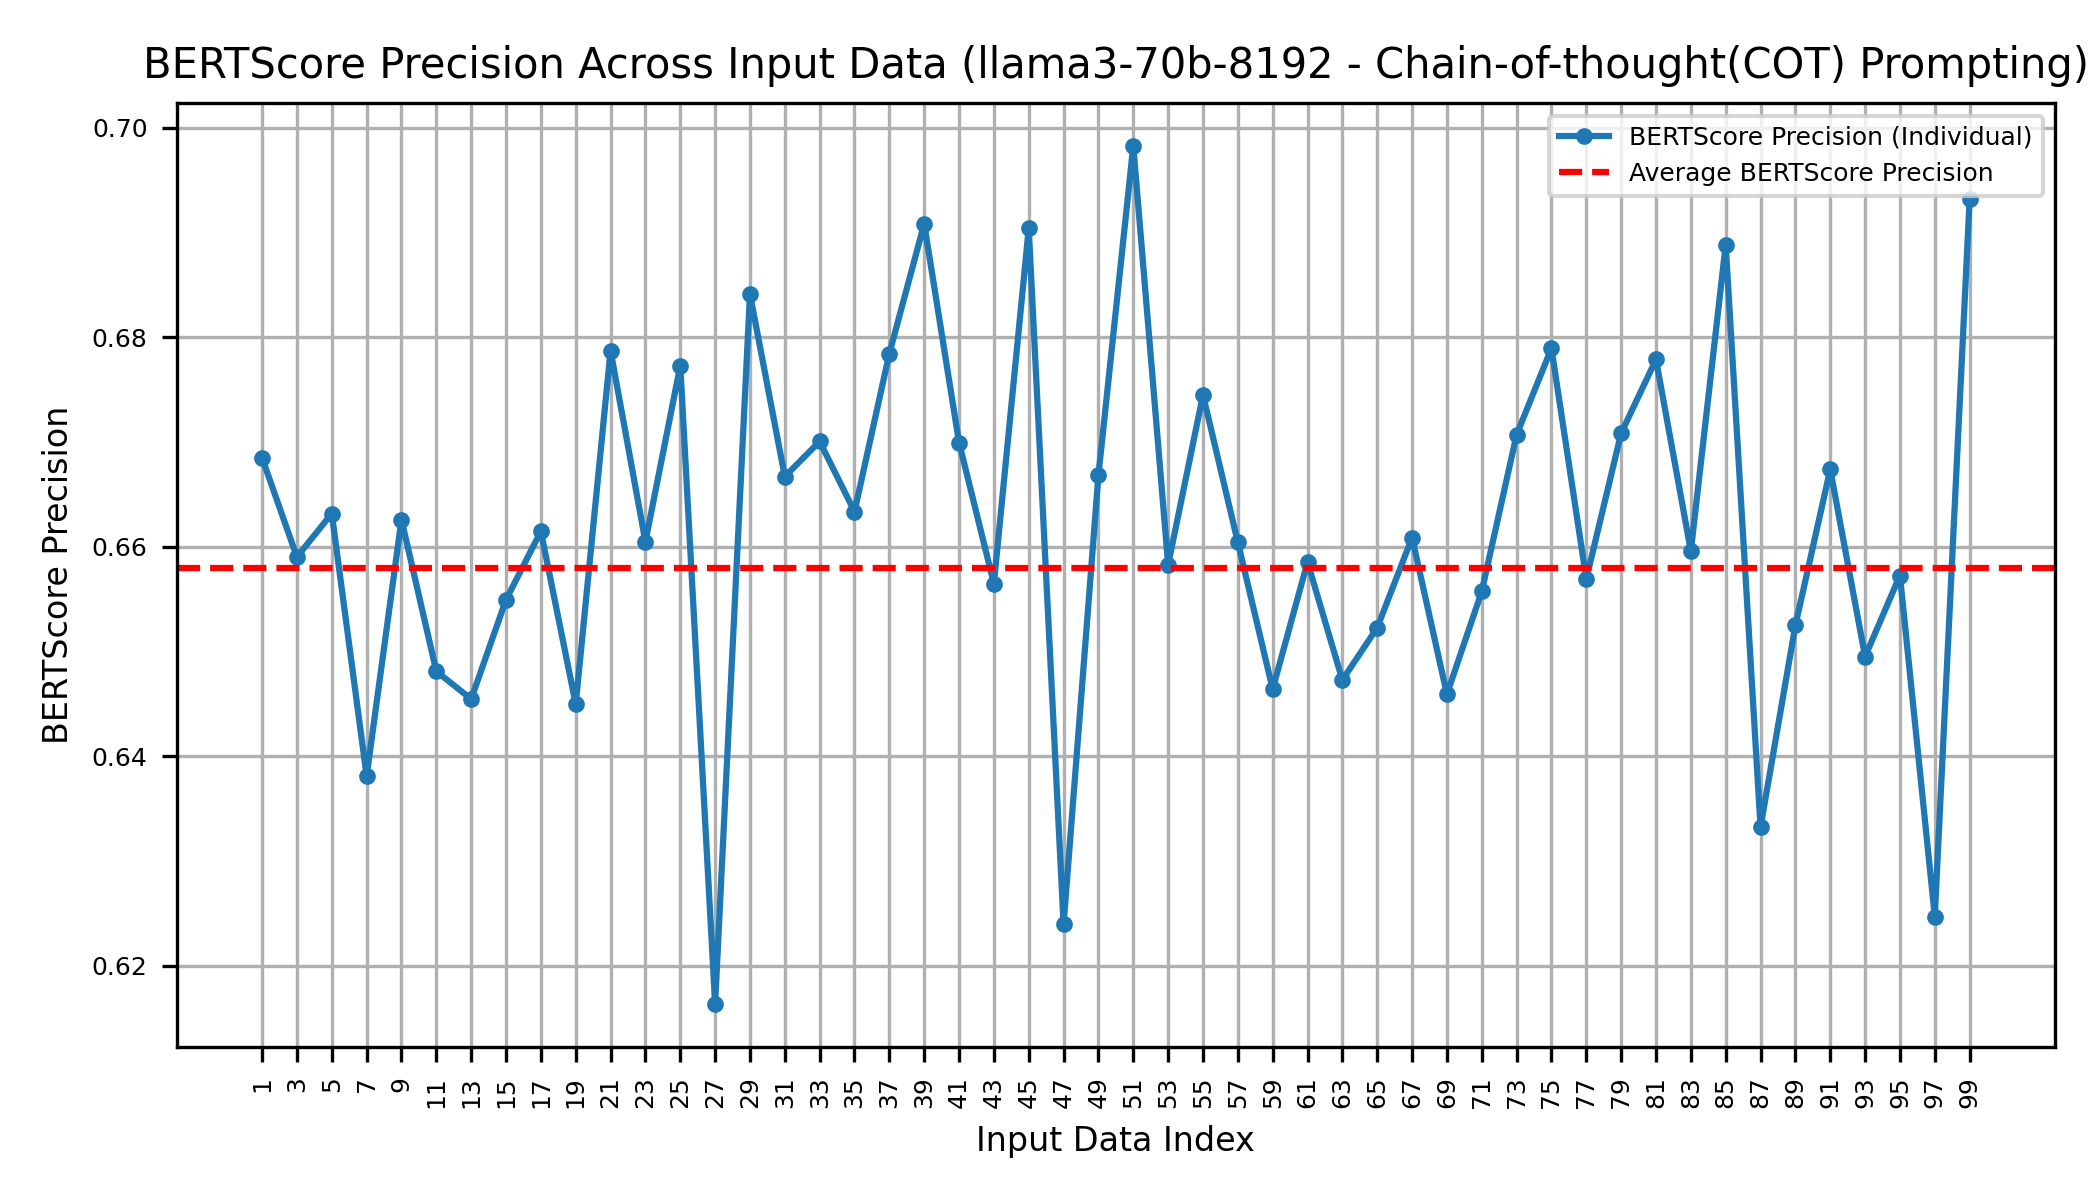 BERTScore Precision Across Input Data (llama3-70b-8192 - Chain-of-thought(COT) Prompting)
BERTScore Precision (Individual)
Average BERTScore Precision
BERTScore Precision
0.70
0.68
0.66
0.64
0.62
1 3 5 7 9 11 13 15 17 19 21 23 25 27 29 31 33 35 37 39 41 43 45 47 49 51 53 55 57 59 61 63 65 67 69 71 73 75 77 79 81 83 85 87 89 91 93 95 97 99
Input Data Index